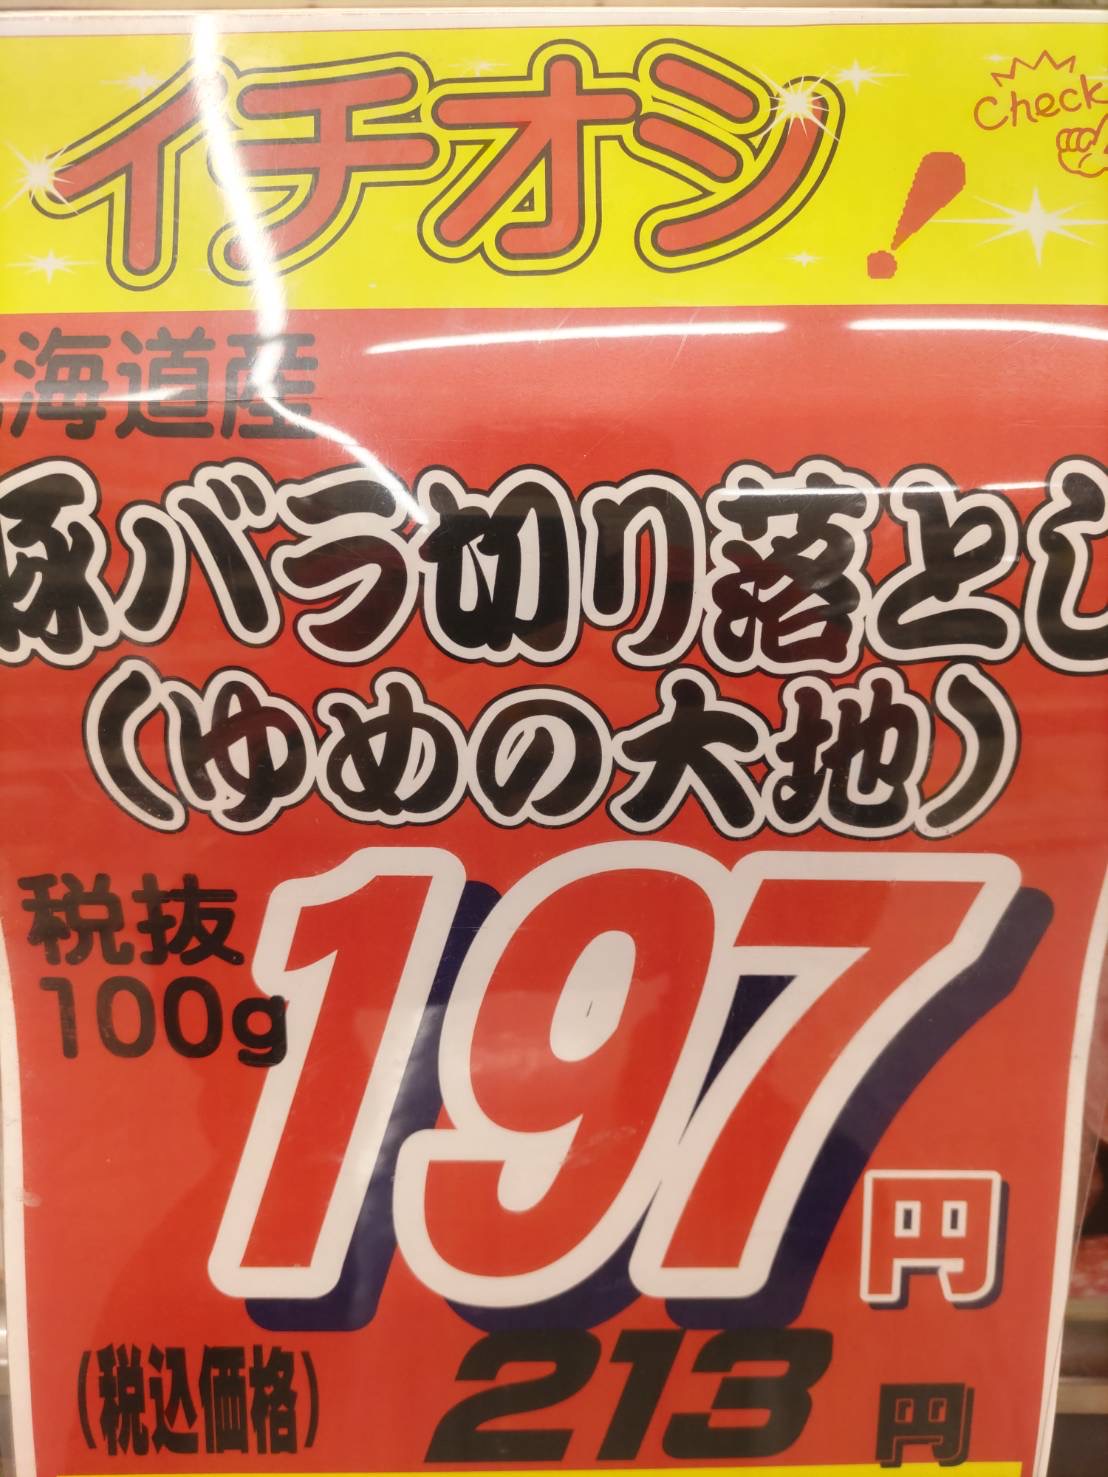 イチオシ!
Check
北海道産
豚バラ切り落とし
(ゆめの大地)
税抜
100g
197円
(税込価格) 213円